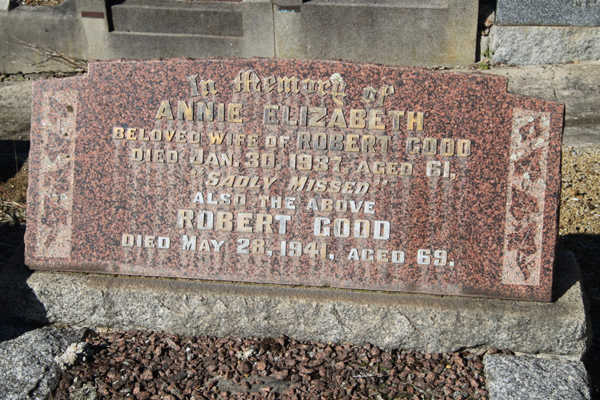 In Memory of
ANNIE ELIZABETH
BELOVED WIFE OF ROBERT GOOD
DIED JAN. 30, 1937, AGED 61.
"SADLY MISSED"
ALSO THE ABOVE
ROBERT GOOD
DIED MAY 28, 1941, AGED 69.